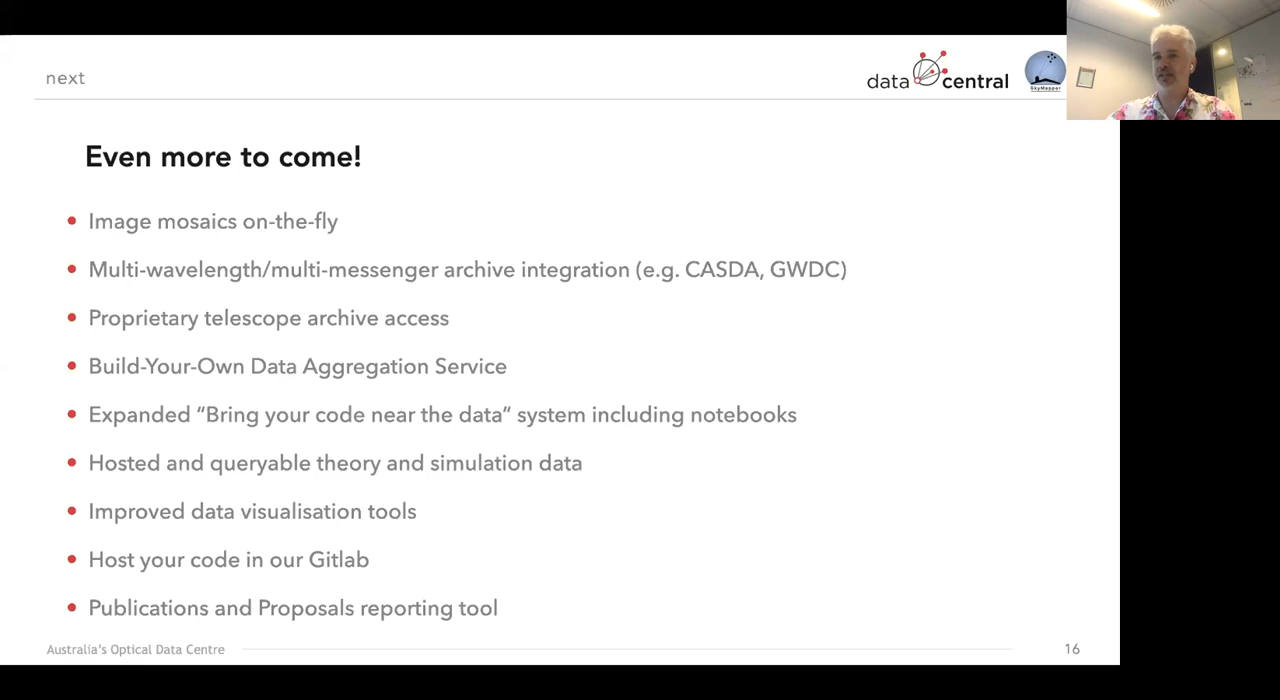 next
data central
SkyMapper
Even more to come!
• Image mosaics on-the-fly
• Multi-wavelength/multi-messenger archive integration (e.g. CASDA, GWDC)
• Proprietary telescope archive access
• Build-Your-Own Data Aggregation Service
• Expanded “Bring your code near the data” system including notebooks
• Hosted and queryable theory and simulation data
• Improved data visualisation tools
• Host your code in our Gitlab
• Publications and Proposals reporting tool
Australia's Optical Data Centre
16